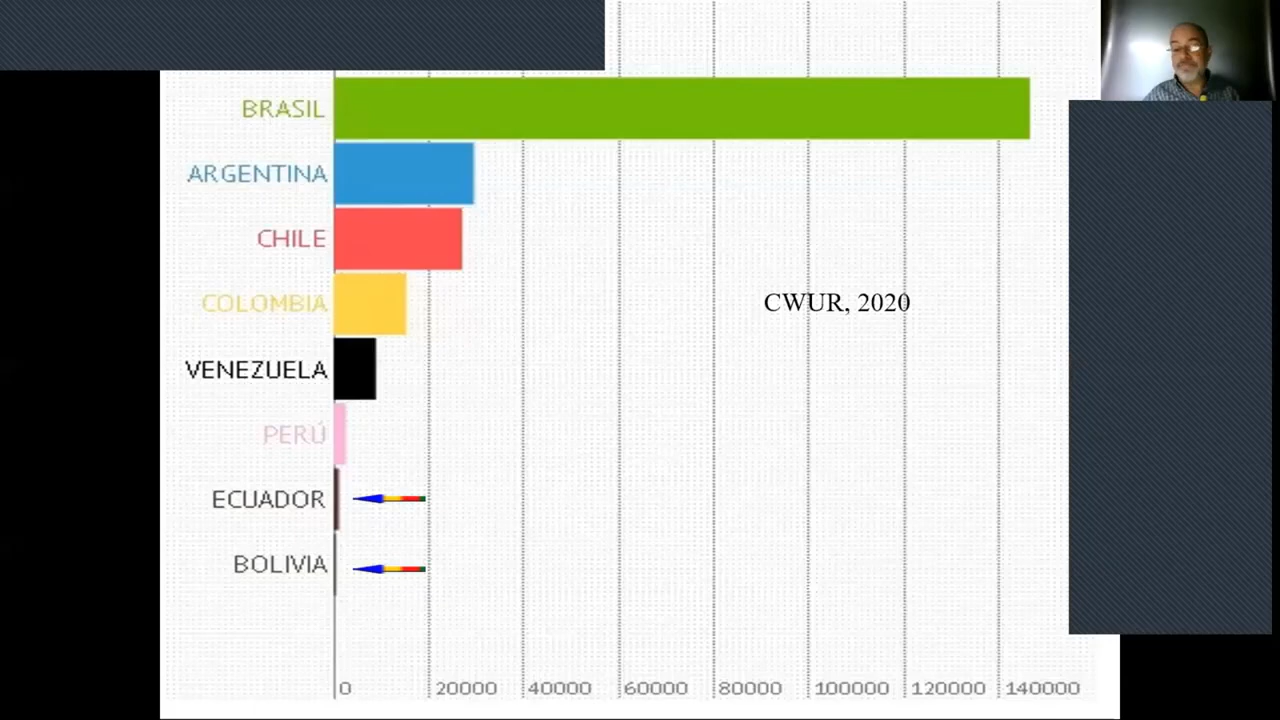 BRASIL
ARGENTINA
CHILE
COLOMBIA
CWUR, 2020
VENEZUELA
PERÚ
ECUADOR
BOLIVIA
0 20000 40000 60000 80000 100000 120000 140000